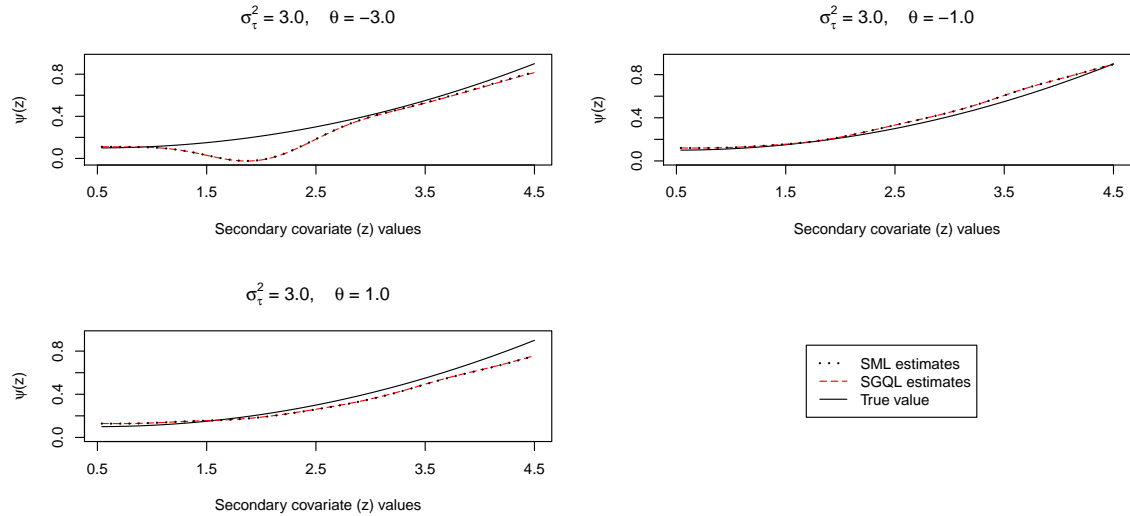 σ²τ = 3.0, θ = −3.0
ψ(z)
0.0 0.4 0.8
0.5 1.5 2.5 3.5 4.5
Secondary covariate (z) values
σ²τ = 3.0, θ = −1.0
ψ(z)
0.0 0.4 0.8
0.5 1.5 2.5 3.5 4.5
Secondary covariate (z) values
σ²τ = 3.0, θ = 1.0
ψ(z)
0.0 0.4 0.8
0.5 1.5 2.5 3.5 4.5
Secondary covariate (z) values
SML estimates
SGQL estimates
True value